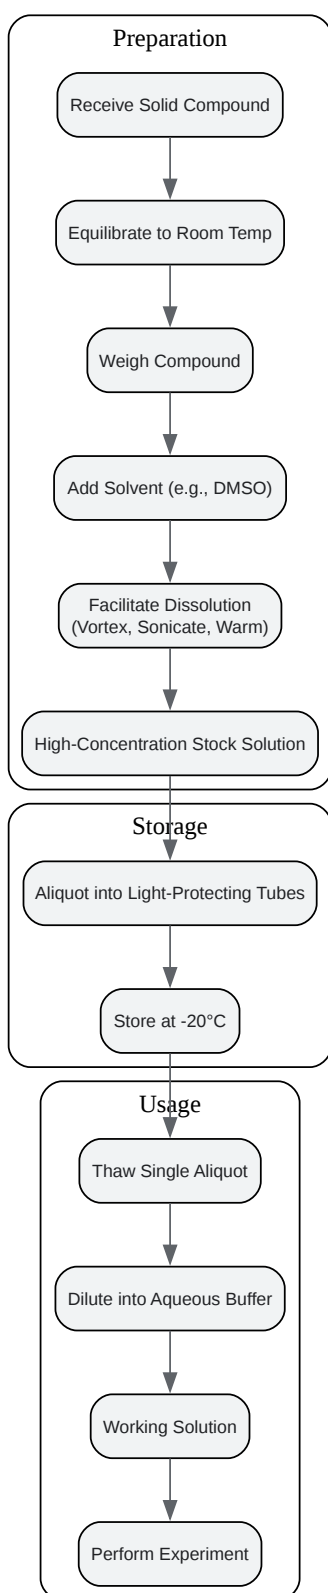 Preparation
Receive Solid Compound
Equilibrate to Room Temp
Weigh Compound
Add Solvent (e.g., DMSO)
Facilitate Dissolution
(Vortex, Sonicate, Warm)
High-Concentration Stock Solution
Storage
Aliquot into Light-Protecting Tubes
Store at -20°C
Usage
Thaw Single Aliquot
Dilute into Aqueous Buffer
Working Solution
Perform Experiment